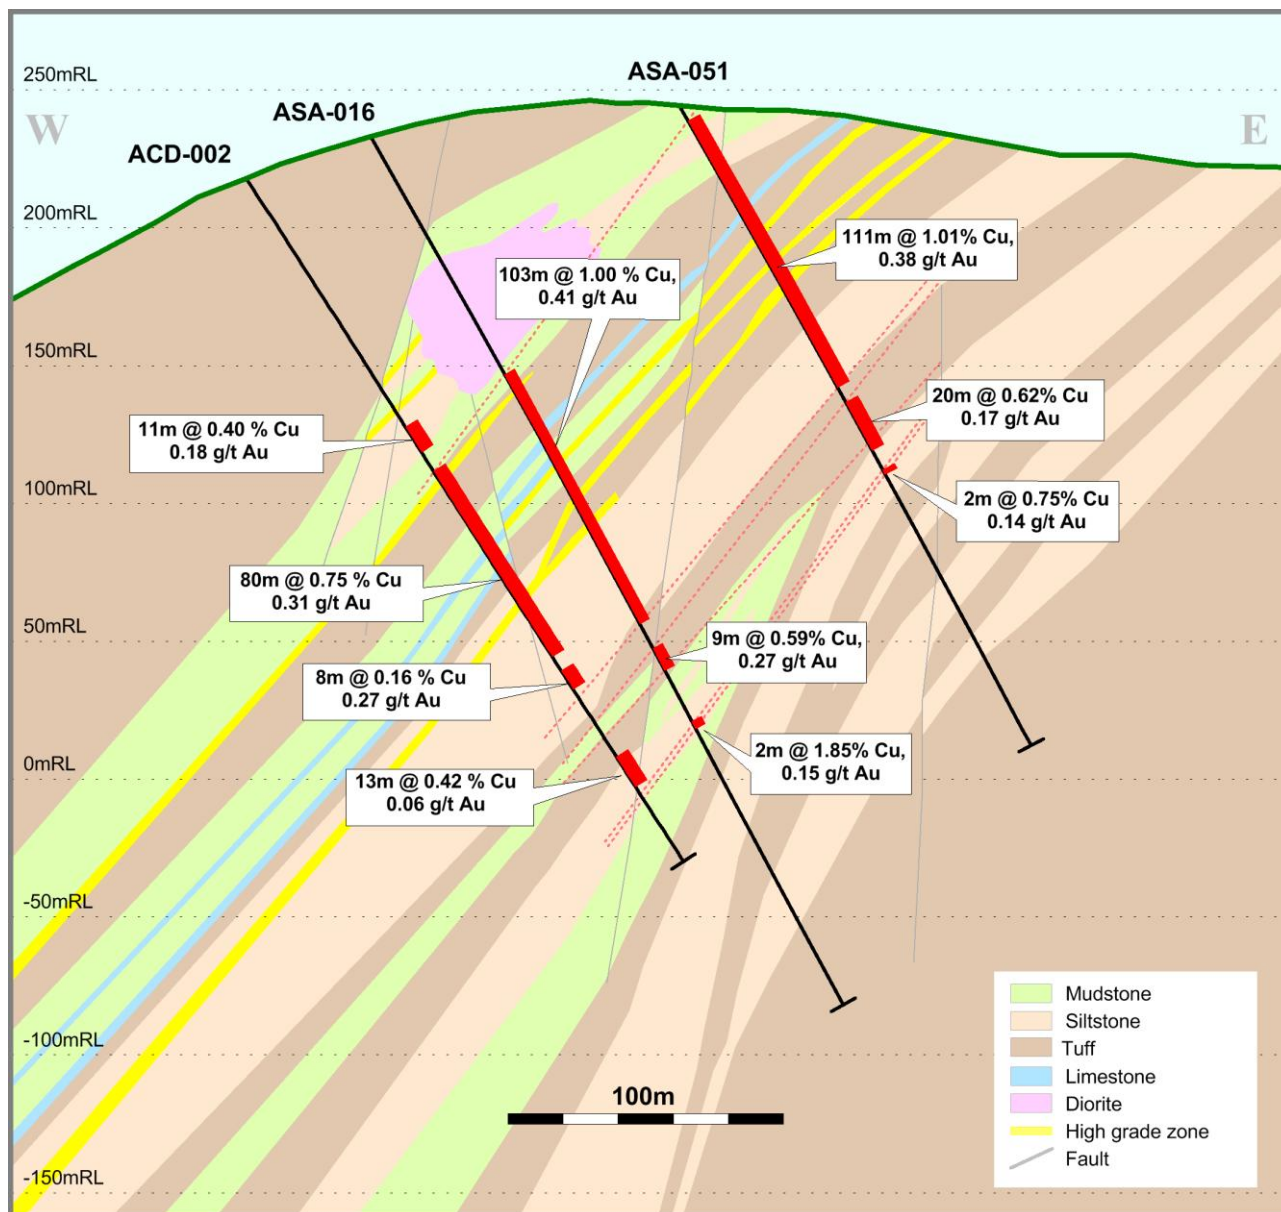 ASA-051
250mRL
ASA-016
W
E
ACD-002
200mRL
111m @ 1.01% Cu,
0.38 g/t Au
103m @ 1.00 % Cu,
0.41 g/t Au
150mRL
20m @ 0.62% Cu
0.17 g/t Au
11m @ 0.40 % Cu
0.18 g/t Au
100mRL
2m @ 0.75% Cu
0.14 g/t Au
80m @ 0.75 % Cu
0.31 g/t Au
50mRL
9m @ 0.59% Cu,
0.27 g/t Au
8m @ 0.16 % Cu
0.27 g/t Au
2m @ 1.85% Cu,
0.15 g/t Au
0mRL
13m @ 0.42 % Cu
0.06 g/t Au
-50mRL
-100mRL
100m
-150mRL
Mudstone
Siltstone
Tuff
Limestone
Diorite
High grade zone
Fault